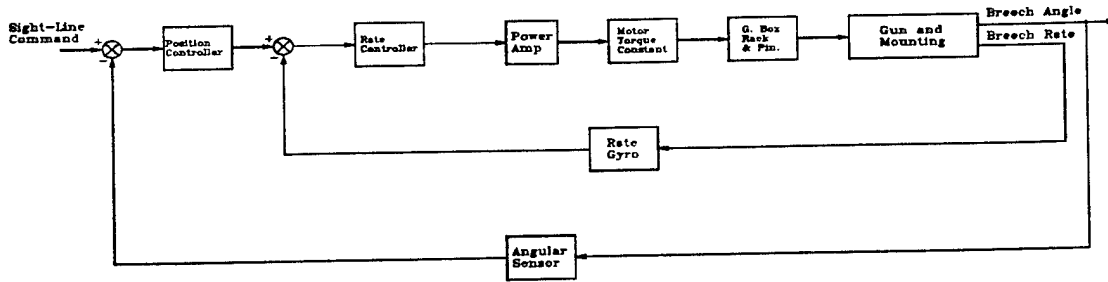 Sight-Line
Command
+
-
Position
Controller
+
-
Rate
Controller
Power
Amp
Motor
Torque
Constant
G. Box
Rack
& Pin.
Gun and
Mounting
Breech Angle
Breech Rate
Rate
Gyro
Angular
Sensor